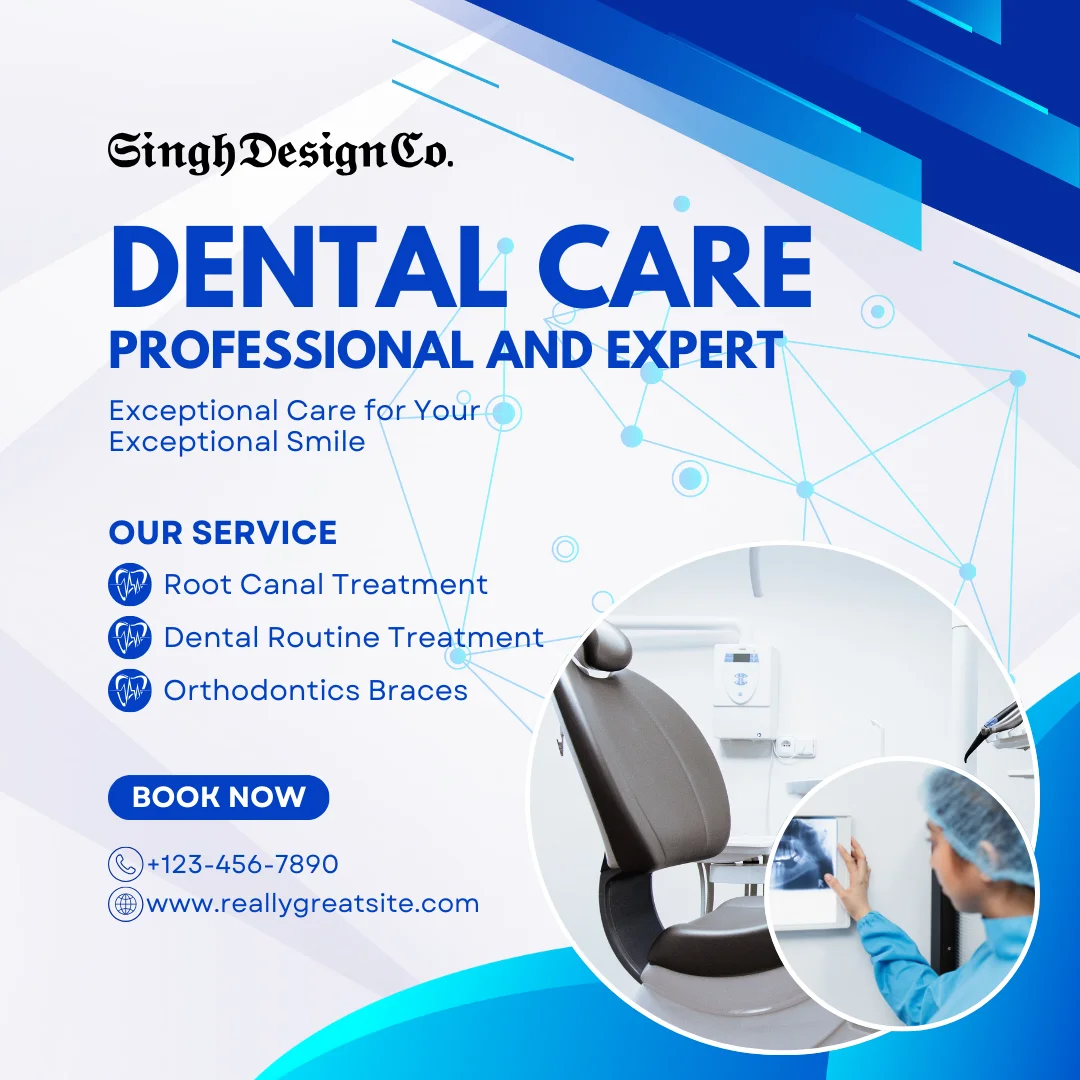 SinghDesignCo.
DENTAL CARE
PROFESSIONAL AND EXPERT
Exceptional Care for Your
Exceptional Smile
OUR SERVICE
Root Canal Treatment
Dental Routine Treatment
Orthodontics Braces
BOOK NOW
+123-456-7890
www.reallygreatsite.com